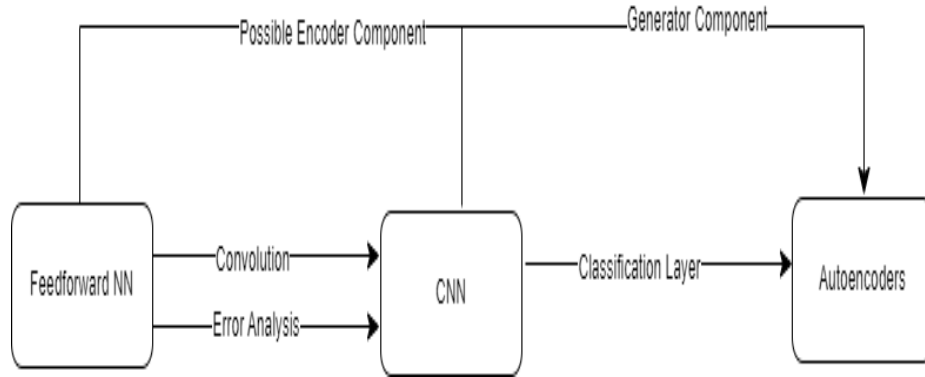 Generator Component
Possible Encoder Component
Feedforward NN
Convolution
Error Analysis
CNN
Classification Layer
Autoencoders